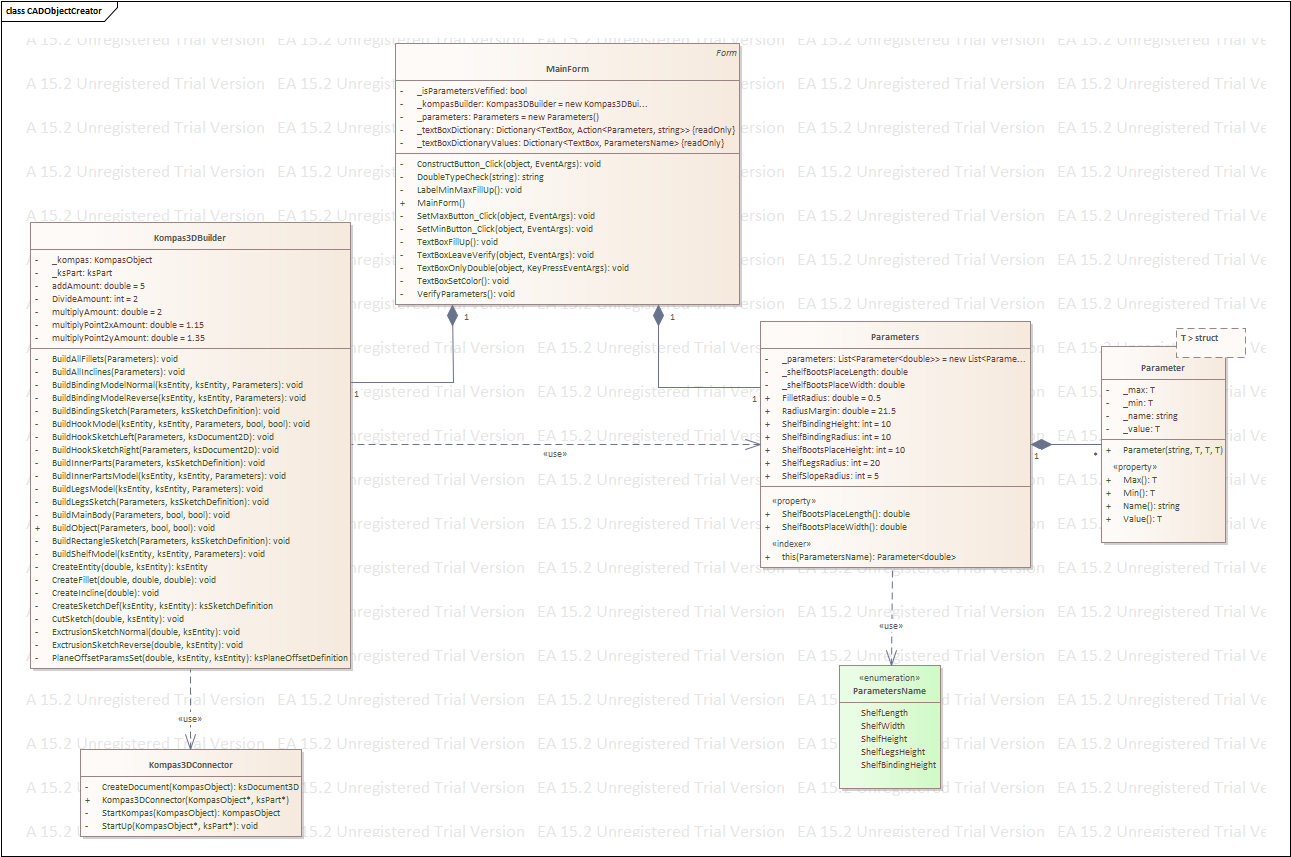 class CADObjectCreator
Form
MainForm
- _isParametersVefified: bool
- _kompasBuilder: Kompas3DBuilder = new Kompas3DBui...
- _parameters: Parameters = new Parameters()
- _textBoxDictionary: Dictionary<TextBox, Action<Parameters, string>> {readOnly}
- _textBoxDictionaryValues: Dictionary<TextBox, ParametersName> {readOnly}
- ConstructButton_Click(object, EventArgs): void
- DoubleTypeCheck(string): string
- LabelMinMaxFillUp(): void
+ MainForm()
- SetMaxButton_Click(object, EventArgs): void
- SetMinButton_Click(object, EventArgs): void
- TextBoxFillUp(): void
- TextBoxLeaveVerify(object, EventArgs): void
- TextBoxOnlyDouble(object, KeyPressEventArgs): void
- TextBoxSetColor(): void
- VerifyParameters(): void
1
1
Kompas3DBuilder
- _kompas: KompasObject
- _ksPart: ksPart
- addAmount: double = 5
- DivideAmount: int = 2
- multiplyAmount: double = 2
- multiplyPoint2xAmount: double = 1.15
- multiplyPoint2yAmount: double = 1.35
- BuildAllFillets(Parameters): void
- BuildAllInclines(Parameters): void
- BuildBindingModelNormal(ksEntity, ksEntity, Parameters): void
- BuildBindingModelReverse(ksEntity, ksEntity, Parameters): void
- BuildBindingSketch(Parameters, ksSketchDefinition): void
- BuildHookModel(ksEntity, ksEntity, Parameters, bool, bool): void
- BuildHookSketchLeft(Parameters, ksDocument2D): void
- BuildHookSketchRight(Parameters, ksDocument2D): void
- BuildInnerParts(Parameters, ksSketchDefinition): void
- BuildInnerPartsModel(ksEntity, ksEntity, Parameters): void
- BuildLegsModel(ksEntity, ksEntity, Parameters): void
- BuildLegsSketch(Parameters, ksSketchDefinition): void
- BuildMainBody(Parameters, bool, bool): void
+ BuildObject(Parameters, bool, bool): void
- BuildRectangleSketch(Parameters, ksSketchDefinition): void
- BuildShelfModel(ksEntity, ksEntity, Parameters): void
- CreateEntity(double, ksEntity): ksEntity
- CreateFillet(double, double, double): void
- CreateIncline(double): void
- CreateSketchDef(ksEntity, ksEntity): ksSketchDefinition
- CutSketch(double, ksEntity): void
- ExctrusionSketchNormal(double, ksEntity): void
- ExctrusionSketchReverse(double, ksEntity): void
- PlaneOffsetParamsSet(double, ksEntity, ksEntity): ksPlaneOffsetDefinition
1
1
«use»
Parameters
- _parameters: List<Parameter<double>> = new List<Parame...
- _shelfBootsPlaceLength: double
- _shelfBootsPlaceWidth: double
+ FilletRadius: double = 0.5
+ RadiusMargin: double = 21.5
+ ShelfBindingHeight: int = 10
+ ShelfBindingRadius: int = 10
+ ShelfBootsPlaceHeight: int = 10
+ ShelfLegsRadius: int = 20
+ ShelfSlopeRadius: int = 5
«property»
+ ShelfBootsPlaceLength(): double
+ ShelfBootsPlaceWidth(): double
«indexer»
+ this(ParametersName): Parameter<double>
1
*
T > struct
Parameter
- _max: T
- _min: T
- _name: string
- _value: T
+ Parameter(string, T, T, T)
«property»
+ Max(): T
+ Min(): T
+ Name(): string
+ Value(): T
«use»
«enumeration»
ParametersName
ShelfLength
ShelfWidth
ShelfHeight
ShelfLegsHeight
ShelfBindingHeight
«use»
Kompas3DConnector
- CreateDocument(KompasObject): ksDocument3D
+ Kompas3DConnector(KompasObject*, ksPart*)
- StartKompas(KompasObject): KompasObject
- StartUp(KompasObject*, ksPart*): void
EA 15.2 Unregistered Trial Version